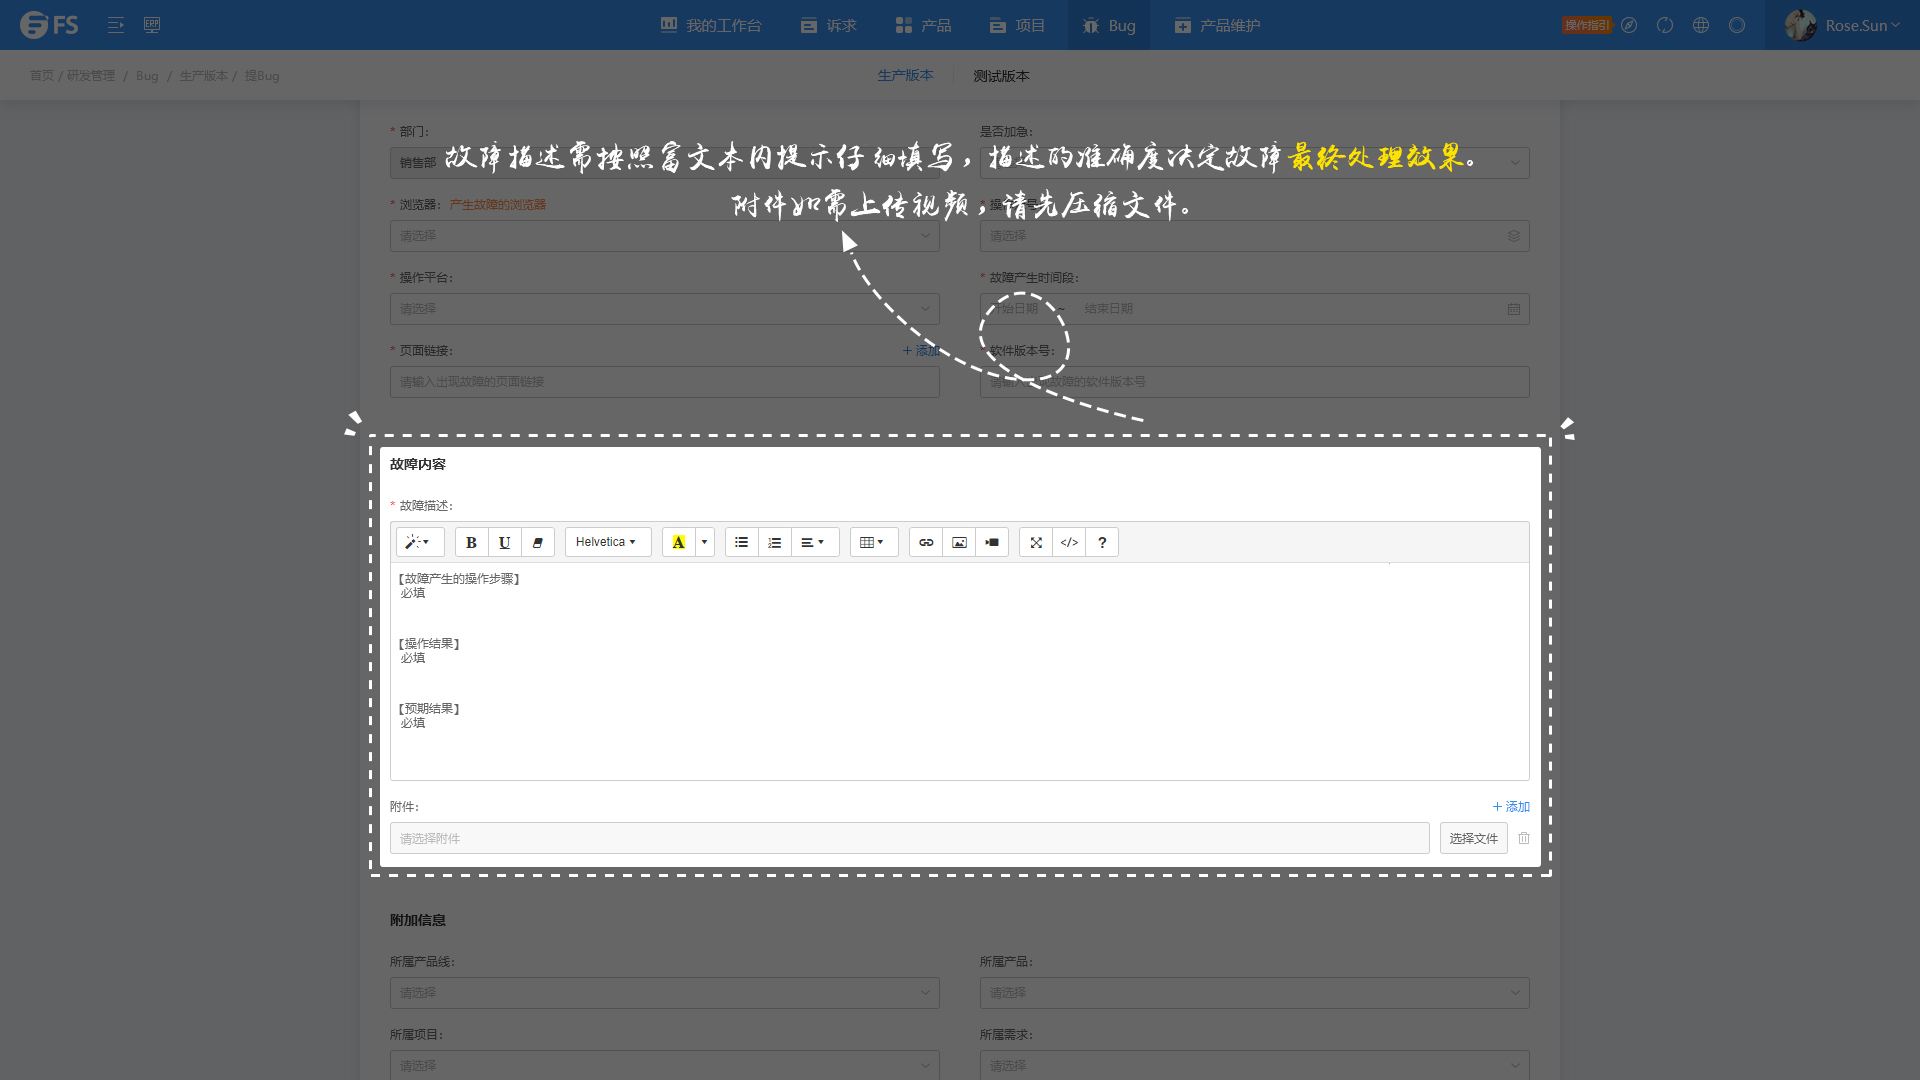 FS
我的工作台
诉求
产品
项目
Bug
产品维护
操作指引
Rose.Sun
首页 / 研发管理 / Bug / 生产版本 / 提Bug
生产版本
测试版本
* 部门:
是否加急:
销售部
故障描述需按照富文本内提示仔细填写，描述的准确度决定故障最终处理效果。
* 浏览器: 产生故障的浏览器
附件如需上传视频，请先压缩文件。
请选择
请选择
* 操作平台:
* 故障产生时间段:
请选择
开始日期 ~ 结束日期
* 页面链接:
+ 添加
* 软件版本号:
请输入出现故障的页面链接
故障内容
* 故障描述:
B U Helvetica A </> ?
【故障产生的操作步骤】
必填
【操作结果】
必填
【预期结果】
必填
附件:
+ 添加
请选择附件
选择文件
附加信息
所属产品线:
所属产品:
请选择
请选择
所属项目:
所属需求:
请选择
请选择